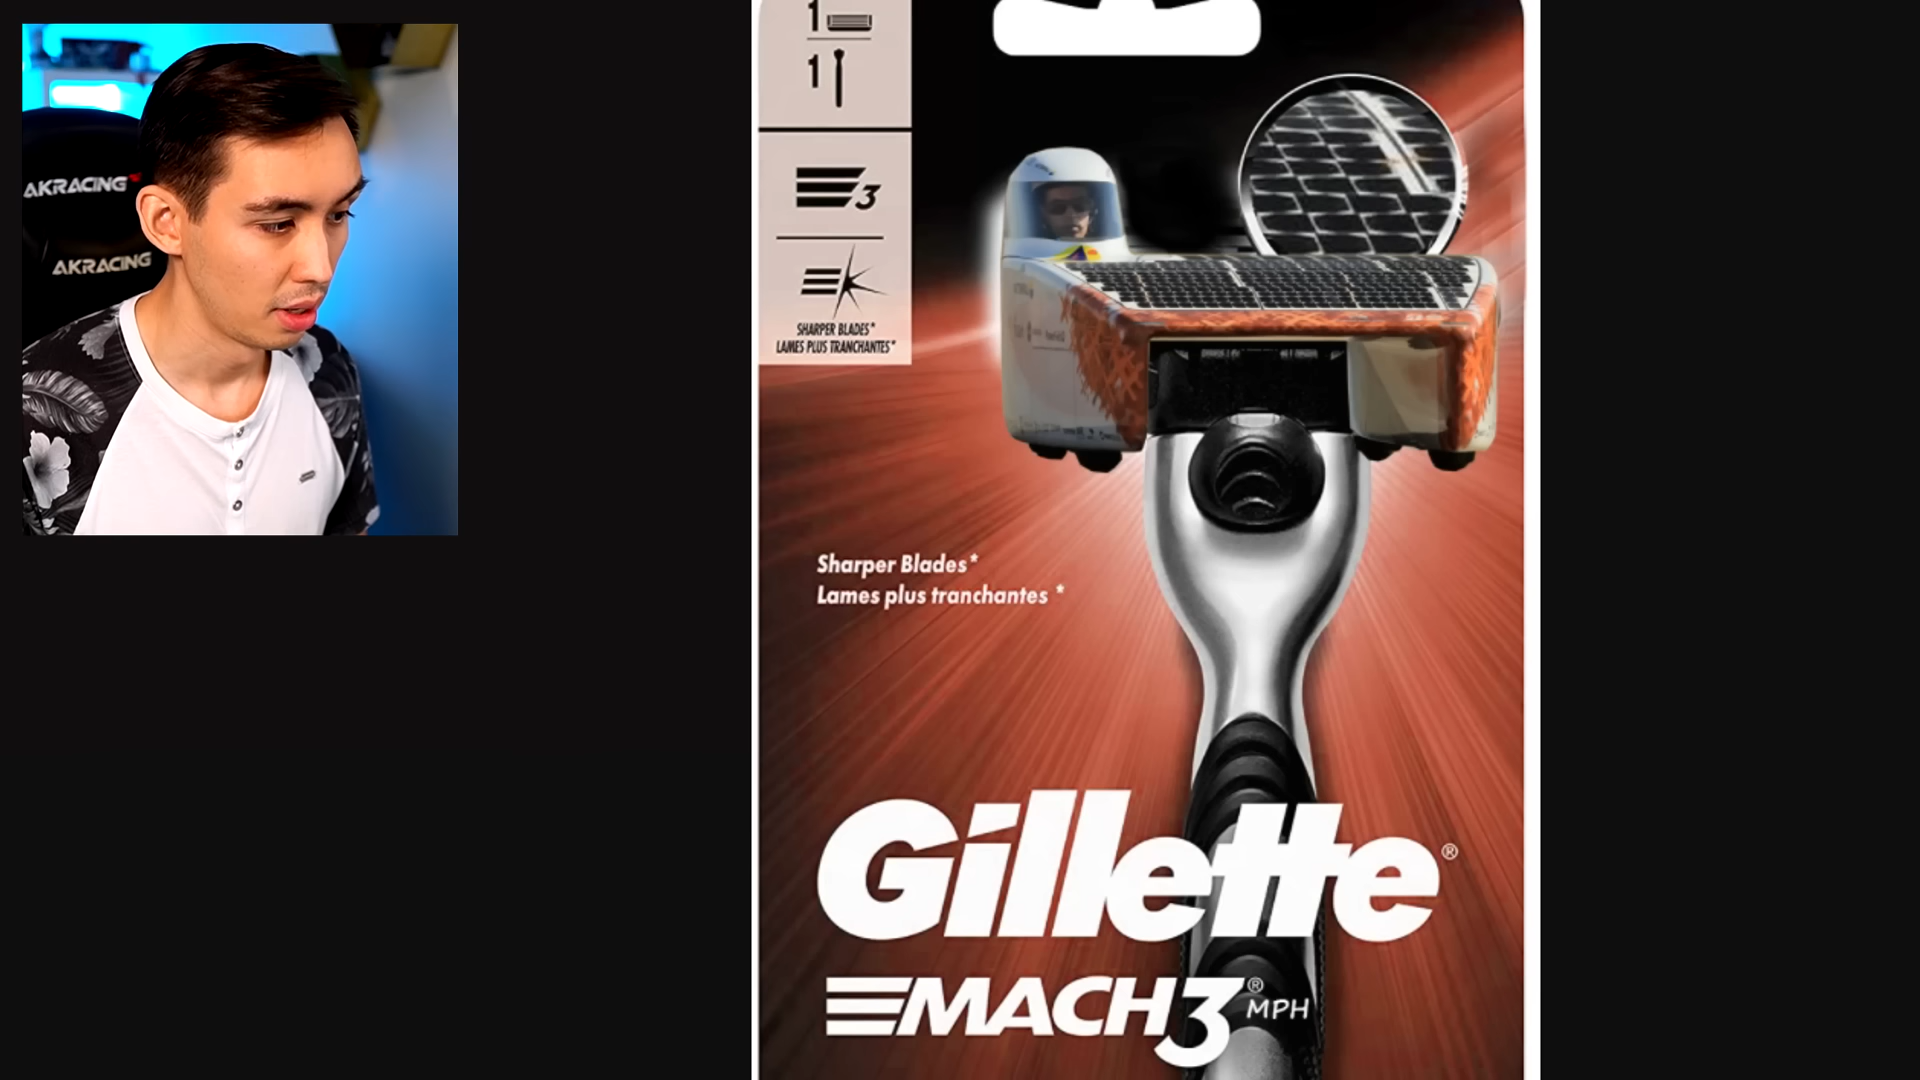 AKRACING
AKRACING
1
1
3
SHARPER BLADES*
LAMES PLUS TRANCHANTES*
Sharper Blades*
Lames plus tranchantes *
Gillette®
MACH3® MPH